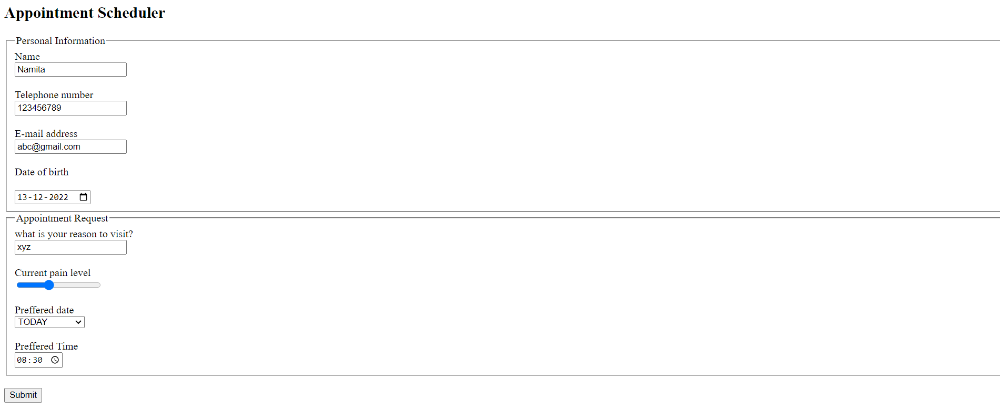 Appointment Scheduler
Personal Information
Name
Namita
Telephone number
123456789
E-mail address
abc@gmail.com
Date of birth
13-12-2022
Appointment Request
what is your reason to visit?
xyz
Current pain level
Preffered date
TODAY
Preffered Time
08:30
Submit